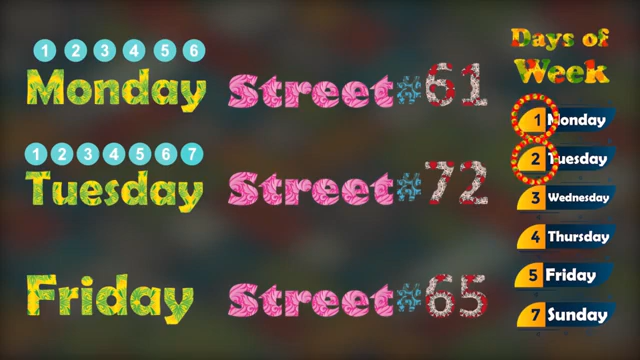 1 2 3 4 5 6
Monday Street #61
1 2 3 4 5 6 7
Tuesday Street #72
Friday Street #65
Days of
Week
1 Monday
2 Tuesday
3 Wednesday
4 Thursday
5 Friday
7 Sunday